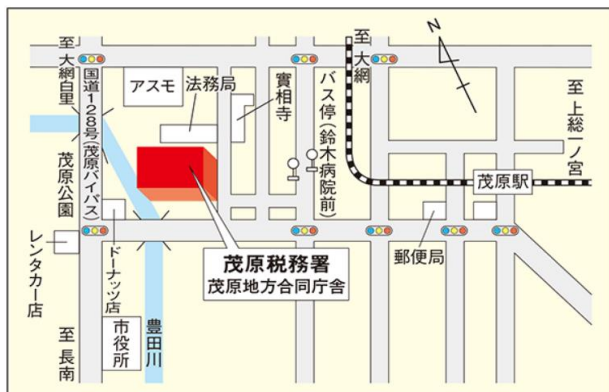 至大網白里
国道128号(茂原バイパス)
アスモ
法務局
實相寺
バス停(鈴木病院前)
至大網
N
至上総一ノ宮
茂原公園
茂原駅
レンタカー店
ドーナッツ店
茂原税務署
茂原地方合同庁舎
郵便局
至長南
市役所
豊田川